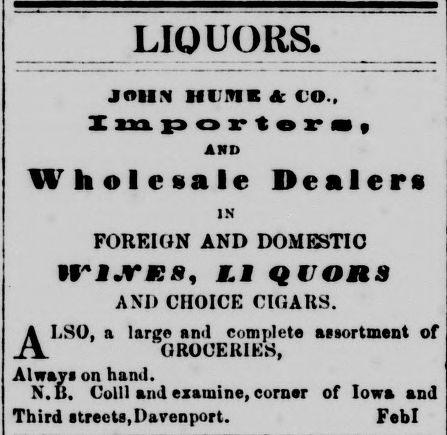 LIQUORS.
JOHN HUME & CO.,
Importers,
AND
Wholesale Dealers
IN
FOREIGN AND DOMESTIC
WINES, LIQUORS
AND CHOICE CIGARS.
ALSO, a large and complete assortment of
GROCERIES,
Always on hand.
N.B. Colll and examine, corner of Iowa and
Third streets, Davenport. Feb1